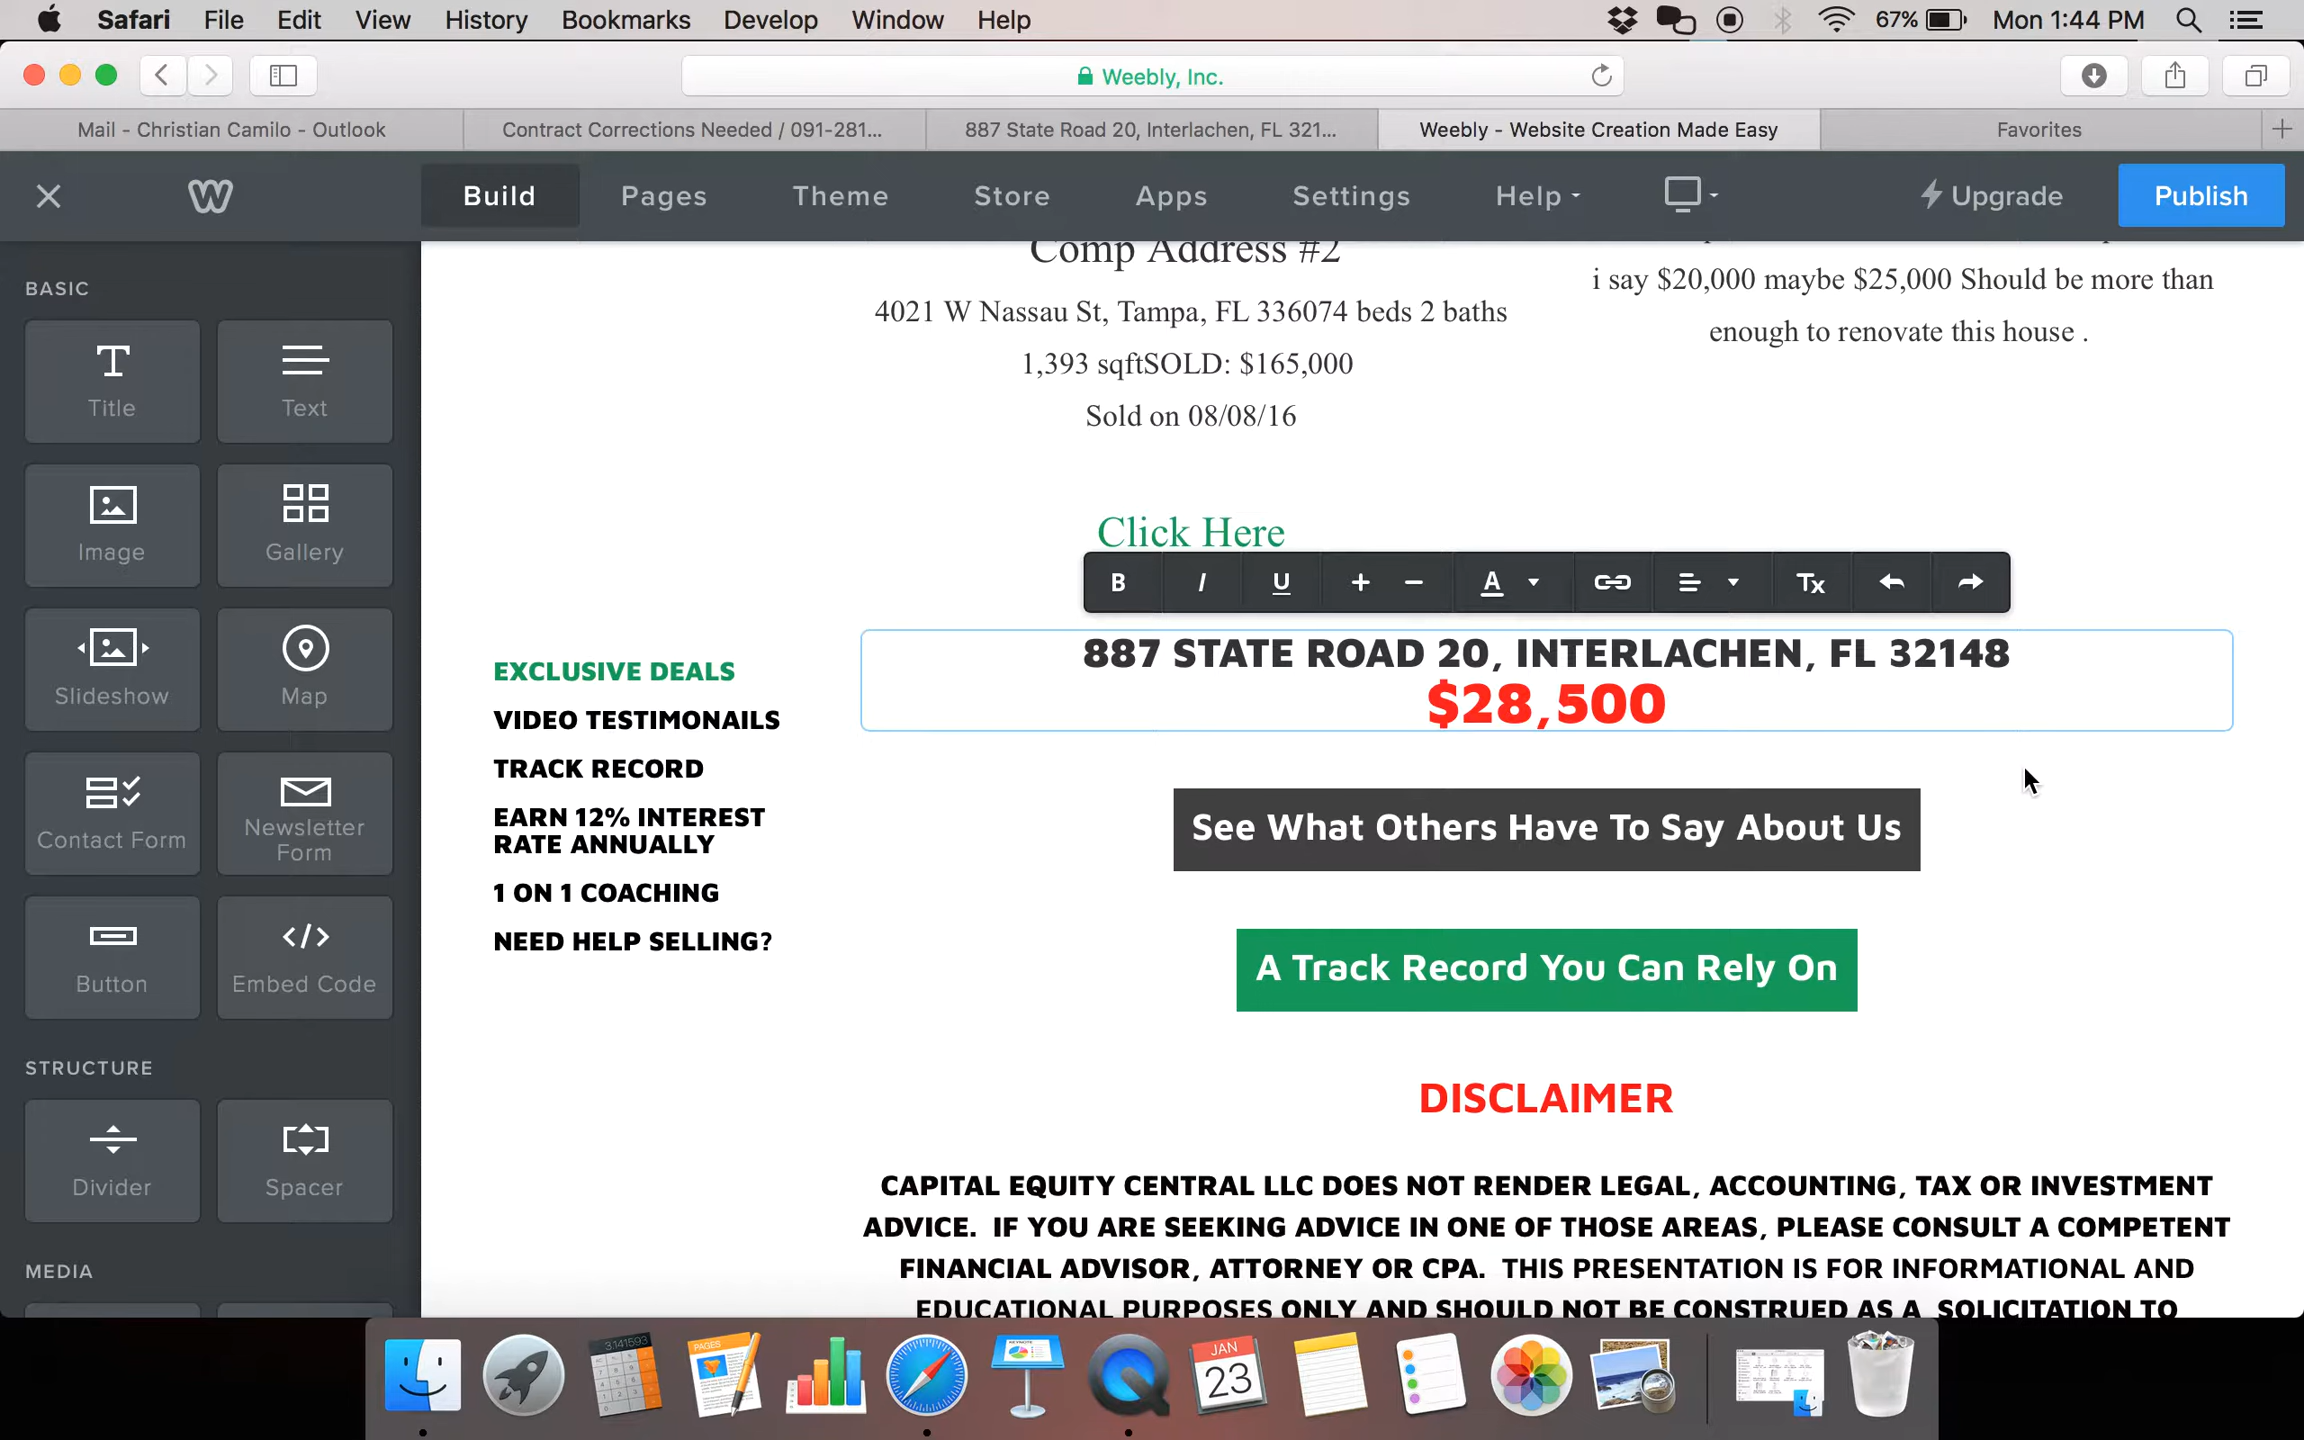 Safari File Edit View History Bookmarks Develop Window Help 67% Mon 1:44 PM
Weebly, Inc.
Mail - Christian Camilo - Outlook
Contract Corrections Needed / 091-281...
887 State Road 20, Interlachen, FL 321...
Weebly - Website Creation Made Easy
Favorites
Build Pages Theme Store Apps Settings Help Upgrade Publish
BASIC
Title
Text
Image
Gallery
Slideshow
Map
Contact Form
Newsletter
Form
Button
Embed Code
STRUCTURE
Divider
Spacer
MEDIA
Comp Address #2
4021 W Nassau St, Tampa, FL 336074 beds 2 baths
1,393 sqftSOLD: $165,000
Sold on 08/08/16
i say $20,000 maybe $25,000 Should be more than
enough to renovate this house .
Click Here
B I U + − A Tx
887 STATE ROAD 20, INTERLACHEN, FL 32148
$28,500
EXCLUSIVE DEALS
VIDEO TESTIMONAILS
TRACK RECORD
EARN 12% INTEREST
RATE ANNUALLY
1 ON 1 COACHING
NEED HELP SELLING?
See What Others Have To Say About Us
A Track Record You Can Rely On
DISCLAIMER
CAPITAL EQUITY CENTRAL LLC DOES NOT RENDER LEGAL, ACCOUNTING, TAX OR INVESTMENT
ADVICE.  IF YOU ARE SEEKING ADVICE IN ONE OF THOSE AREAS, PLEASE CONSULT A COMPETENT
FINANCIAL ADVISOR, ATTORNEY OR CPA.  THIS PRESENTATION IS FOR INFORMATIONAL AND
EDUCATIONAL PURPOSES ONLY AND SHOULD NOT BE CONSTRUED AS A  SOLICITATION TO
3.141593
PAGES
KEYNOTE
JAN
23